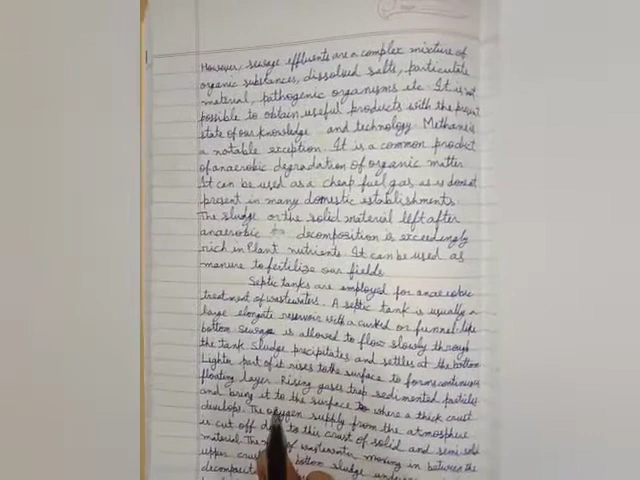 However, sewage effluents are a complex mixture of
organic substances, dissolved salts, particulate
material, pathogenic organisms etc. It is not
possible to obtain useful products with the present
state of our knowledge and technology. Methane is
a notable exception. It is a common product
of anaerobic degradation of organic matter
It can be used as a cheap fuel gas as is
present in many domestic establishments
The sludge or the solid material left after
anaerobic decomposition is exceedingly
rich in Plant nutrients. It can be used as
manure to fertilize our fields
Septic tanks are employed for anaerobic
treatment of wastewaters. A septic tank is usually a
large elongate reservoir with a or funnel-like
bottom is allowed to flow slowly through
the tank Sludge precipitates and settles at the bottom
Lighter part of it rises to the surface to form continuous
floating layer. Rising gases trap sedimented particles
and bring it to the surface to where a thick crust
develops. The oxygen supply from the atmosphere
is cut off to this crust of solid and semi solid
material. The of wastewater moving in between the
upper bottom sludge